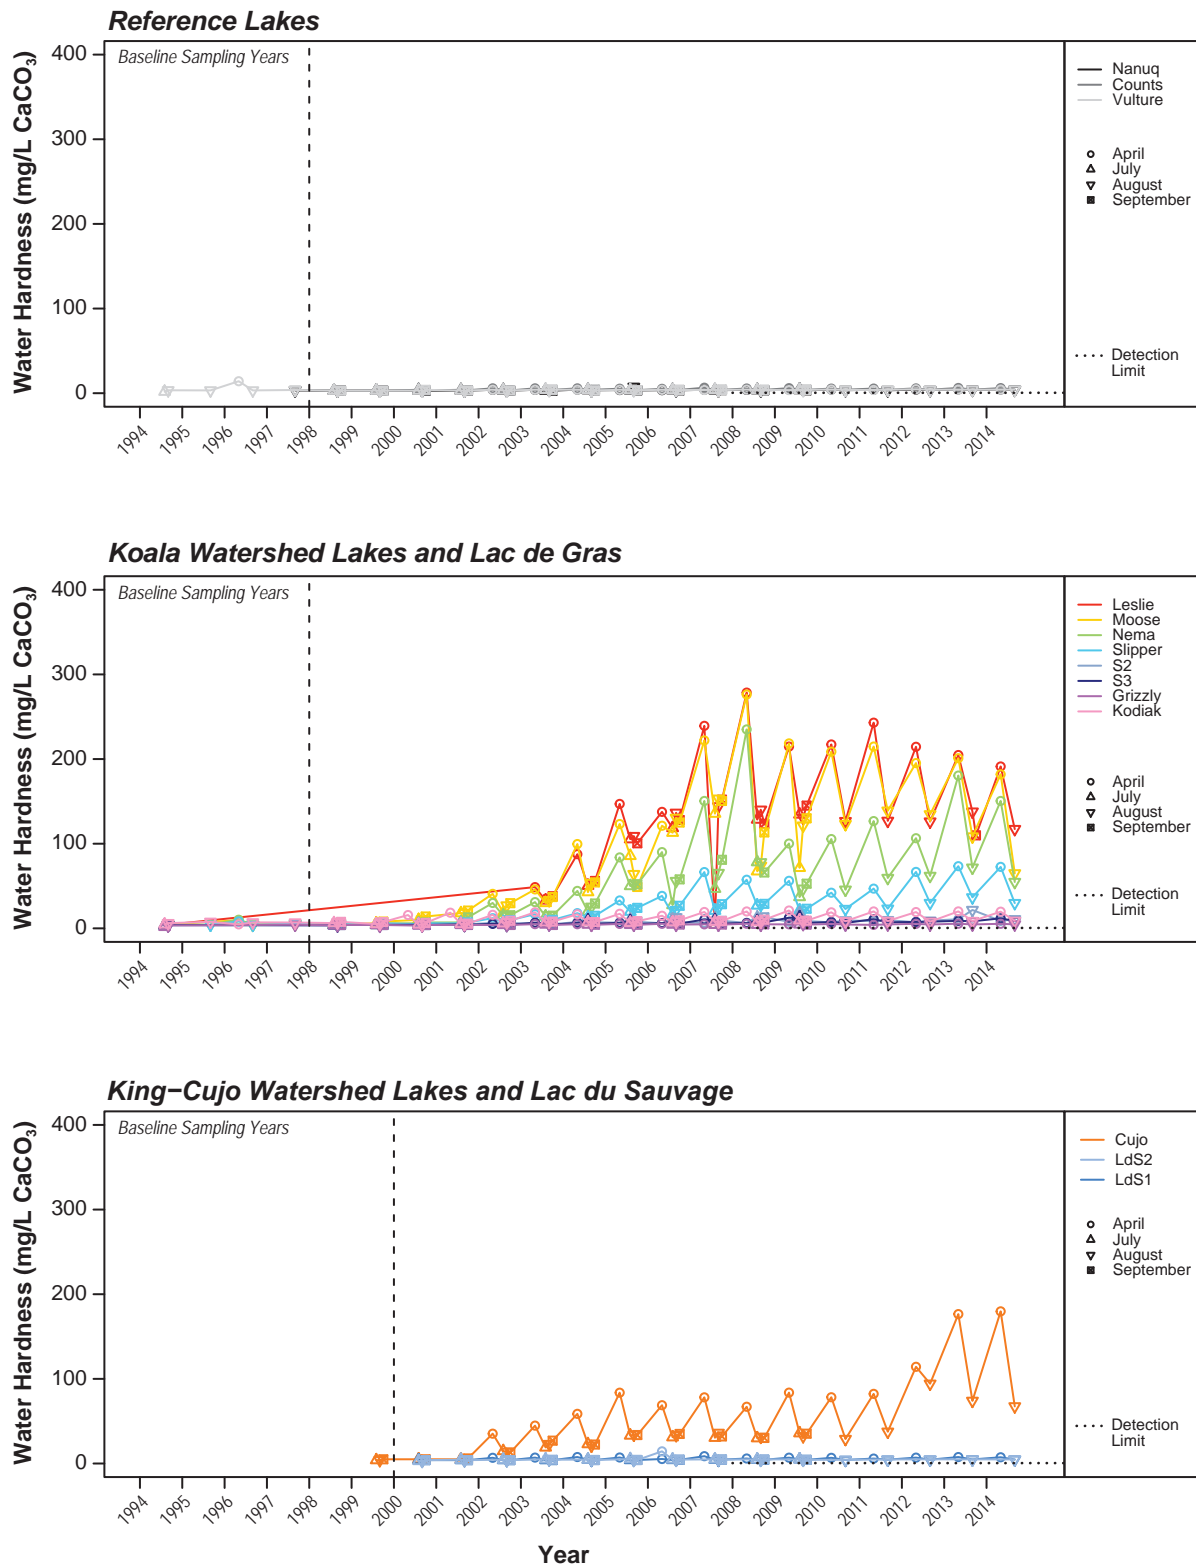 Reference Lakes
Water Hardness (mg/L CaCO3)
Baseline Sampling Years
400
300
200
100
0
1994 1995 1996 1997 1998 1999 2000 2001 2002 2003 2004 2005 2006 2007 2008 2009 2010 2011 2012 2013 2014
Nanuq
Counts
Vulture
April
July
August
September
Detection
Limit
Koala Watershed Lakes and Lac de Gras
Water Hardness (mg/L CaCO3)
Baseline Sampling Years
400
300
200
100
0
1994 1995 1996 1997 1998 1999 2000 2001 2002 2003 2004 2005 2006 2007 2008 2009 2010 2011 2012 2013 2014
Leslie
Moose
Nema
Slipper
S2
S3
Grizzly
Kodiak
April
July
August
September
Detection
Limit
King−Cujo Watershed Lakes and Lac du Sauvage
Water Hardness (mg/L CaCO3)
Baseline Sampling Years
400
300
200
100
0
1994 1995 1996 1997 1998 1999 2000 2001 2002 2003 2004 2005 2006 2007 2008 2009 2010 2011 2012 2013 2014
Cujo
LdS2
LdS1
April
July
August
September
Detection
Limit
Year